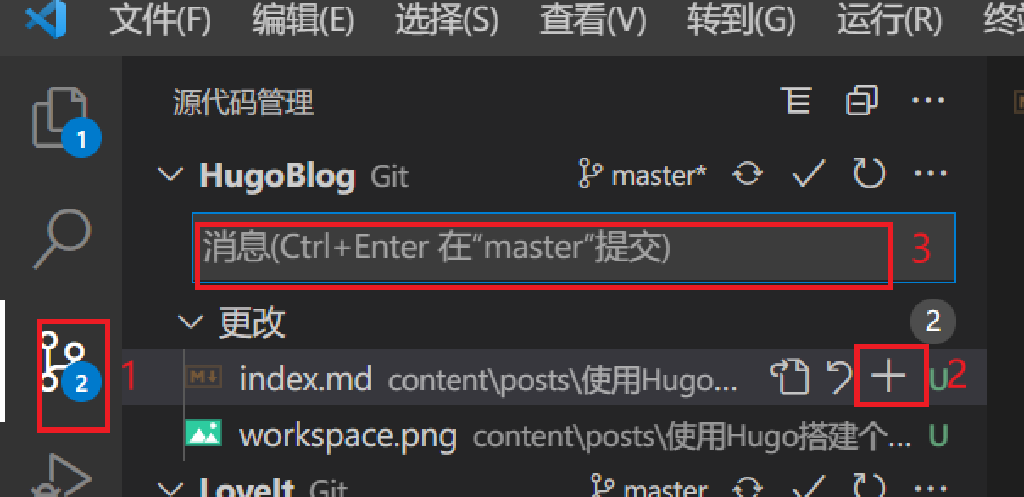 文件(F) 编辑(E) 选择(S) 查看(V) 转到(G) 运行(R) 终
源代码管理
1
HugoBlog Git master*
消息(Ctrl+Enter 在“master”提交) 3
更改 2
2 1 index.md content\posts\使用Hugo... U 2
workspace.png content\posts\使用Hugo搭建个... U
LoveIt Git master